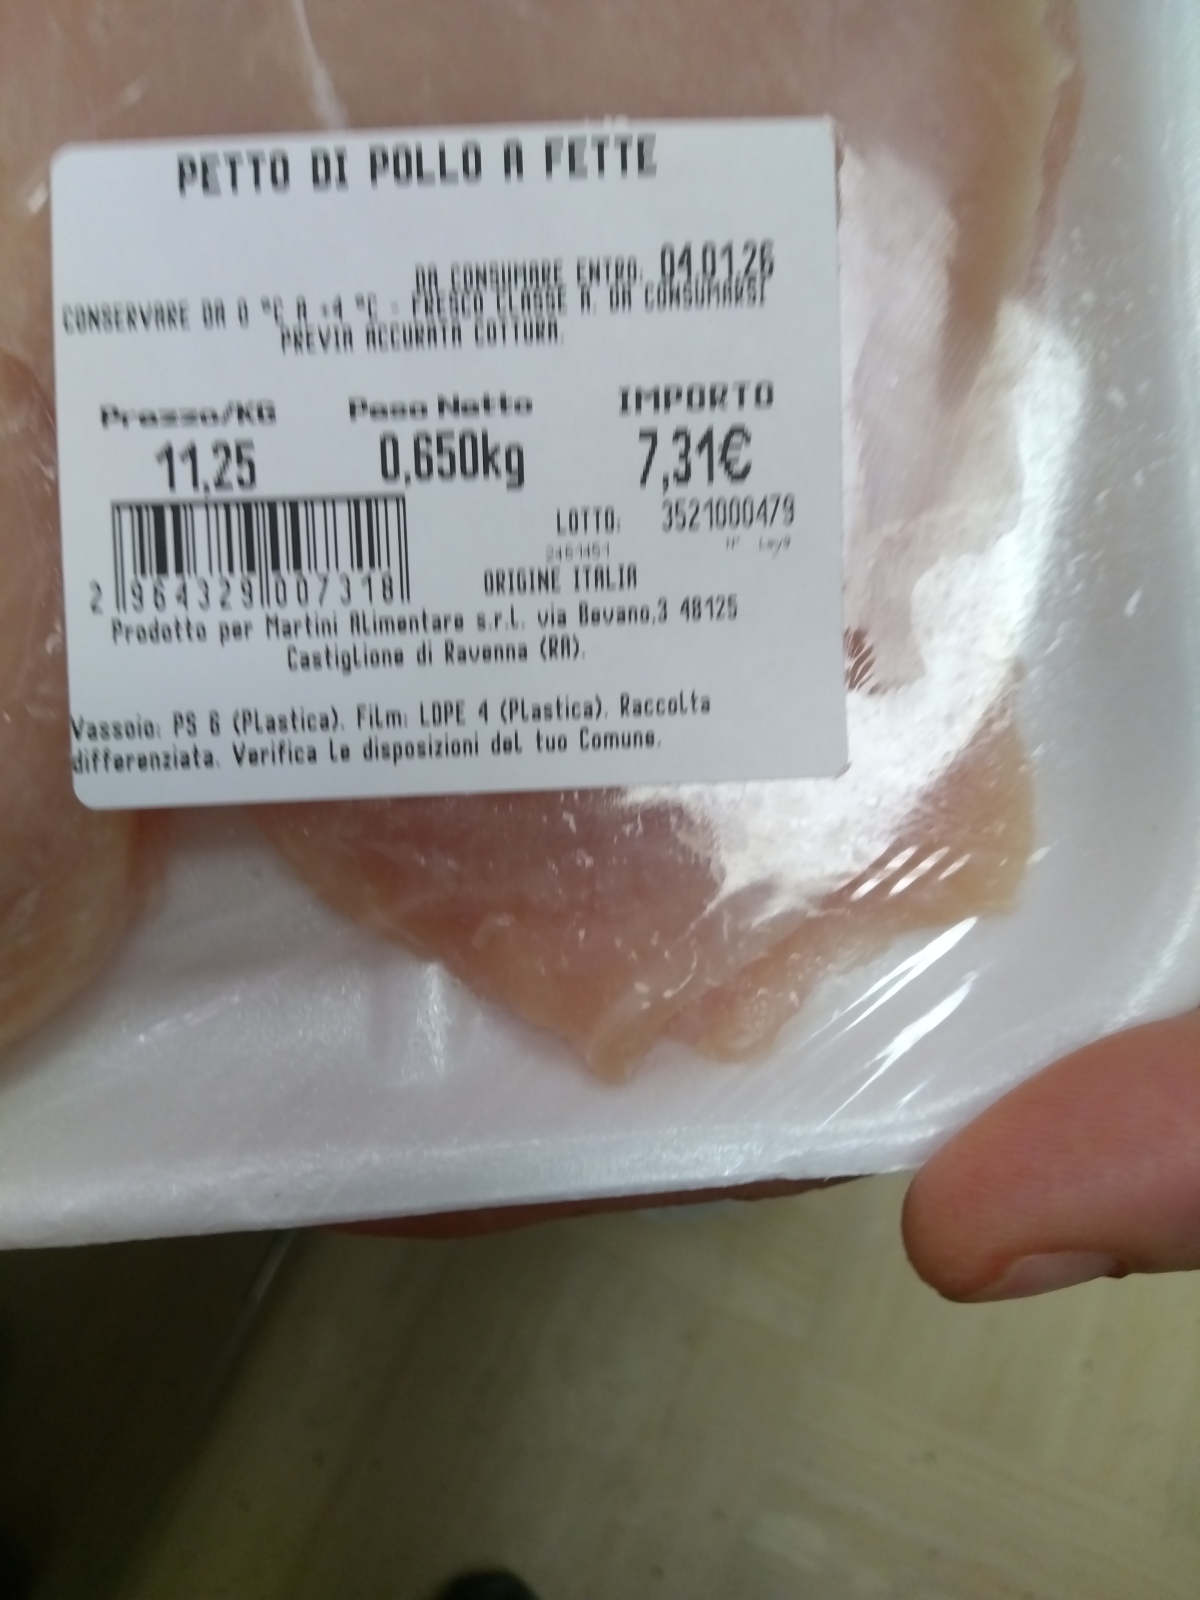 PETTO DI POLLO A FETTE
DA CONSUMARE ENTRO: 04.01.26
CONSERVARE DA 0 °C A +4 °C - FRESCO CLASSE A. DA CONSUMARSI
PREVIA ACCURATA COTTURA.
Prezzo/KG Peso Netto IMPORTO
11,25 0,650kg 7,31€
LOTTO: 3521000479
ORIGINE ITALIA
2 964329 007318
Prodotto per Martini Alimentare s.r.l. via Bevano,3 48125
Castiglione di Ravenna (RA).
Vassoio: PS 6 (Plastica). Film: LDPE 4 (Plastica). Raccolta
differenziata. Verifica le disposizioni del tuo Comune.